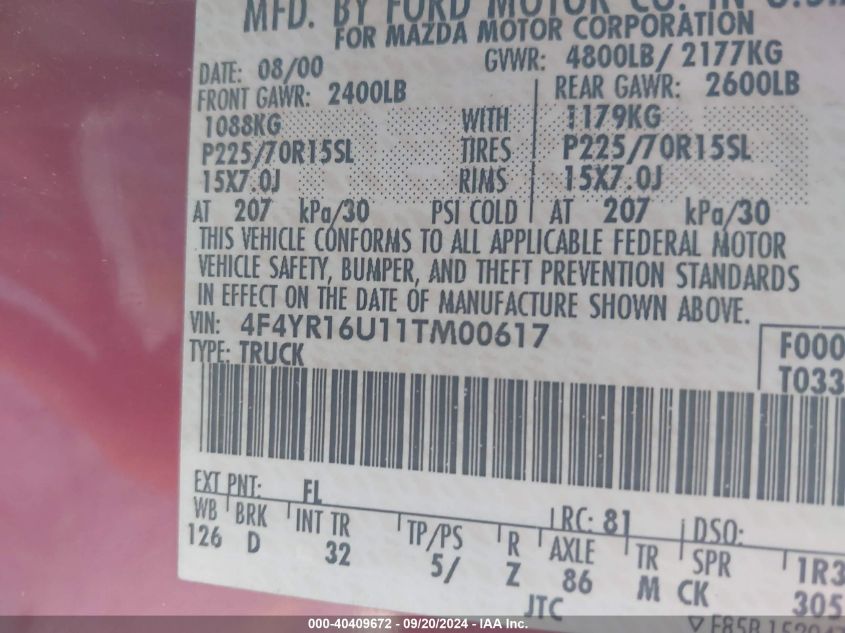 MFD. BY FORD MOTOR CO. IN U.S.A.
FOR MAZDA MOTOR CORPORATION
DATE: 08/00 GVWR: 4800LB/ 2177KG
FRONT GAWR: 2400LB REAR GAWR: 2600LB
1088KG WITH 1179KG
P225/70R15SL TIRES P225/70R15SL
15X7.0J RIMS 15X7.0J
AT 207 kPa/30 PSI COLD AT 207 kPa/30
THIS VEHICLE CONFORMS TO ALL APPLICABLE FEDERAL MOTOR
VEHICLE SAFETY, BUMPER, AND THEFT PREVENTION STANDARDS
IN EFFECT ON THE DATE OF MANUFACTURE SHOWN ABOVE.
VIN: 4F4YR16U11TM00617
F000
TYPE: TRUCK
T033
EXT PNT: FL RC: 81 DSO:
WB BRK INT TR TP/PS R AXLE TR SPR 1R3
126 D 32 5/ Z 86 M CK 305
JTC
000-40409672 - 09/20/2024 - IAAI - Copart, Inc.